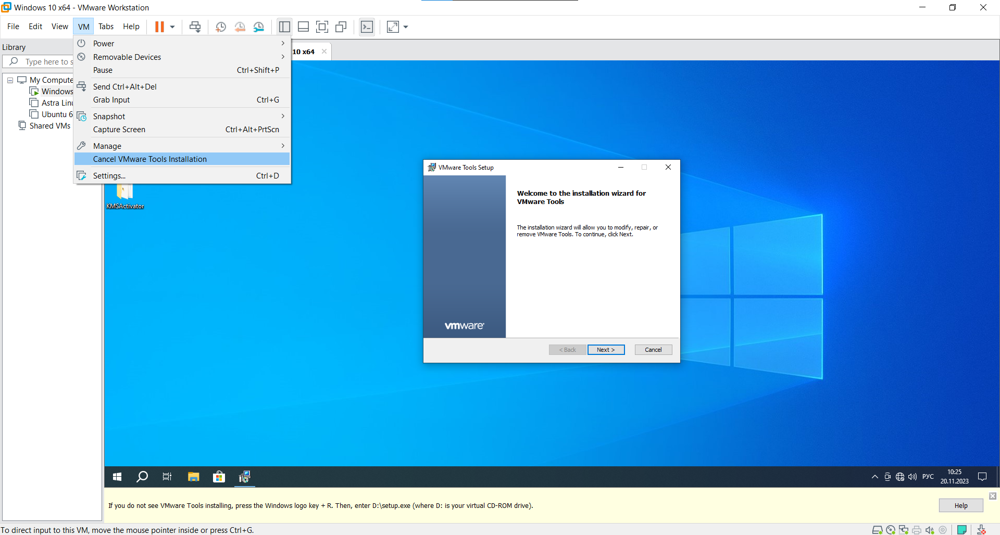 Windows 10 x64 - VMware Workstation
File Edit View VM Tabs Help
Library
Type here to s
My Compute
Windows
Astra Linu
Ubuntu 6
Shared VMs
Power
Removable Devices
Pause Ctrl+Shift+P
Send Ctrl+Alt+Del
Grab Input Ctrl+G
Snapshot
Capture Screen Ctrl+Alt+PrtScn
Manage
Cancel VMware Tools Installation
Settings... Ctrl+D
10 x64
KMSActivator
VMware Tools Setup
Welcome to the installation wizard for
VMware Tools
The installation wizard will allow you to modify, repair, or
remove VMware Tools. To continue, click Next.
vmware
< Back Next > Cancel
РУС
10:25
20.11.2023
If you do not see VMware Tools installing, press the Windows logo key + R. Then, enter D:\setup.exe (where D: is your virtual CD-ROM drive).
Help
To direct input to this VM, move the mouse pointer inside or press Ctrl+G.